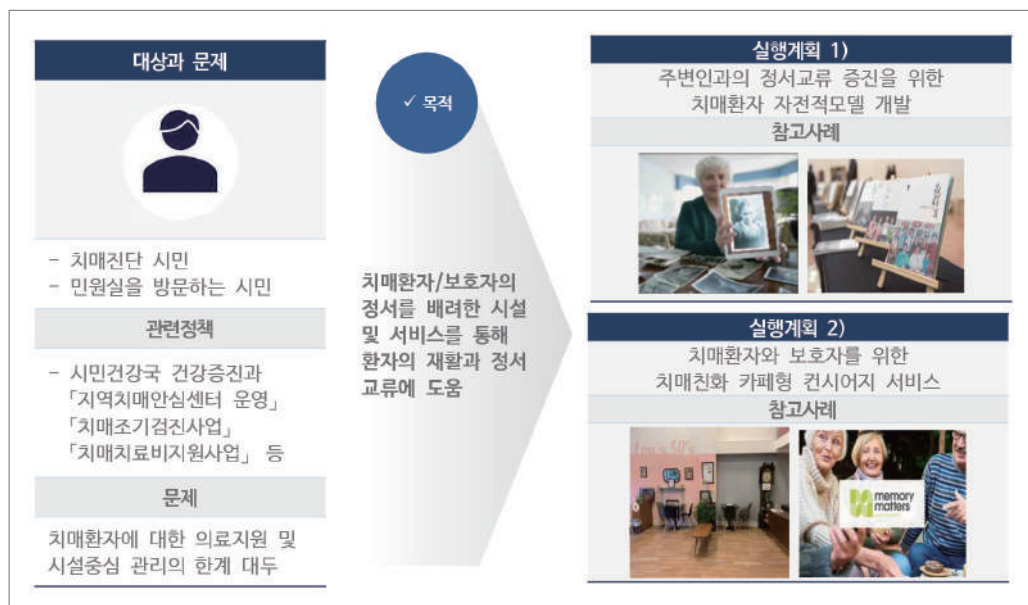 대상과 문제
- 치매진단 시민
- 민원실을 방문하는 시민
관련정책
- 시민건강국 건강증진과
「지역치매안심센터 운영」
「치매조기검진사업」
「치매치료비지원사업」 등
문제
치매환자에 대한 의료지원 및
시설중심 관리의 한계 대두
✓ 목적
치매환자/보호자의
정서를 배려한 시설
및 서비스를 통해
환자의 재활과 정서
교류에 도움
실행계획 1)
주변인과의 정서교류 증진을 위한
치매환자 자전적모델 개발
참고사례
실행계획 2)
치매환자와 보호자를 위한
치매친화 카페형 컨시어지 서비스
참고사례
memory
matters